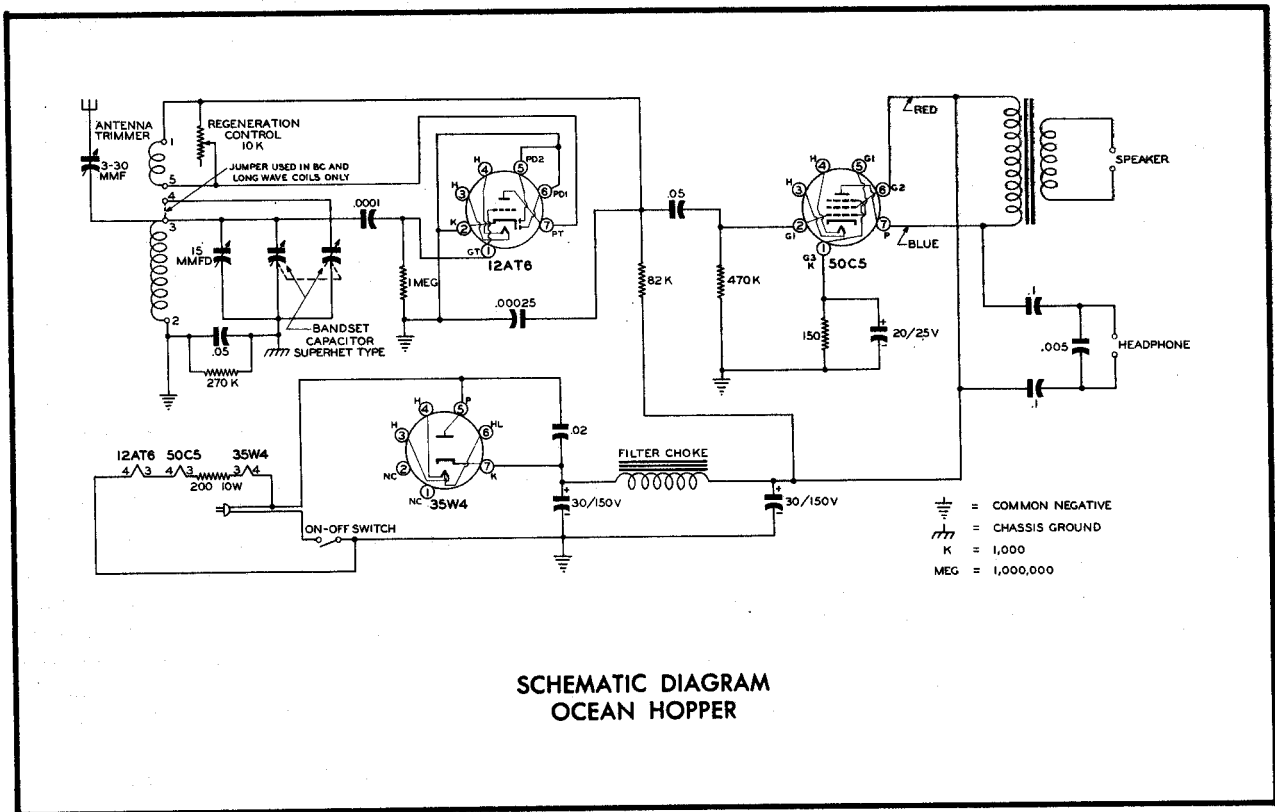 ANTENNA
TRIMMER
3-30
MMF
REGENERATION
CONTROL
10 K
JUMPER USED IN BC AND
LONG WAVE COILS ONLY
1
5
4
3
2
15
MMFD
.0001
1 MEG
.00025
.05
270 K
BANDSET
CAPACITOR
SUPERHET TYPE
H
4
5
PD2
H
3
6
PD1
K
2
7
PT
GT
1
12AT6
.05
82 K
470 K
H
4
5
G1
H
3
6
G2
2
G1
7
P
G3
K
1
50C5
RED
BLUE
150
20/25V
+
-
SPEAKER
.1
.005
.1
HEADPHONE
H
4
5
P
H
3
6
HL
2
NC
7
K
NC
1
35W4
.02
FILTER CHOKE
+
30/150V
-
+
30/150V
-
12AT6 50C5 35W4
4 3 4 3 3 4
200 10W
ON-OFF SWITCH
= COMMON NEGATIVE
= CHASSIS GROUND
K = 1,000
MEG = 1,000,000
SCHEMATIC DIAGRAM
OCEAN HOPPER